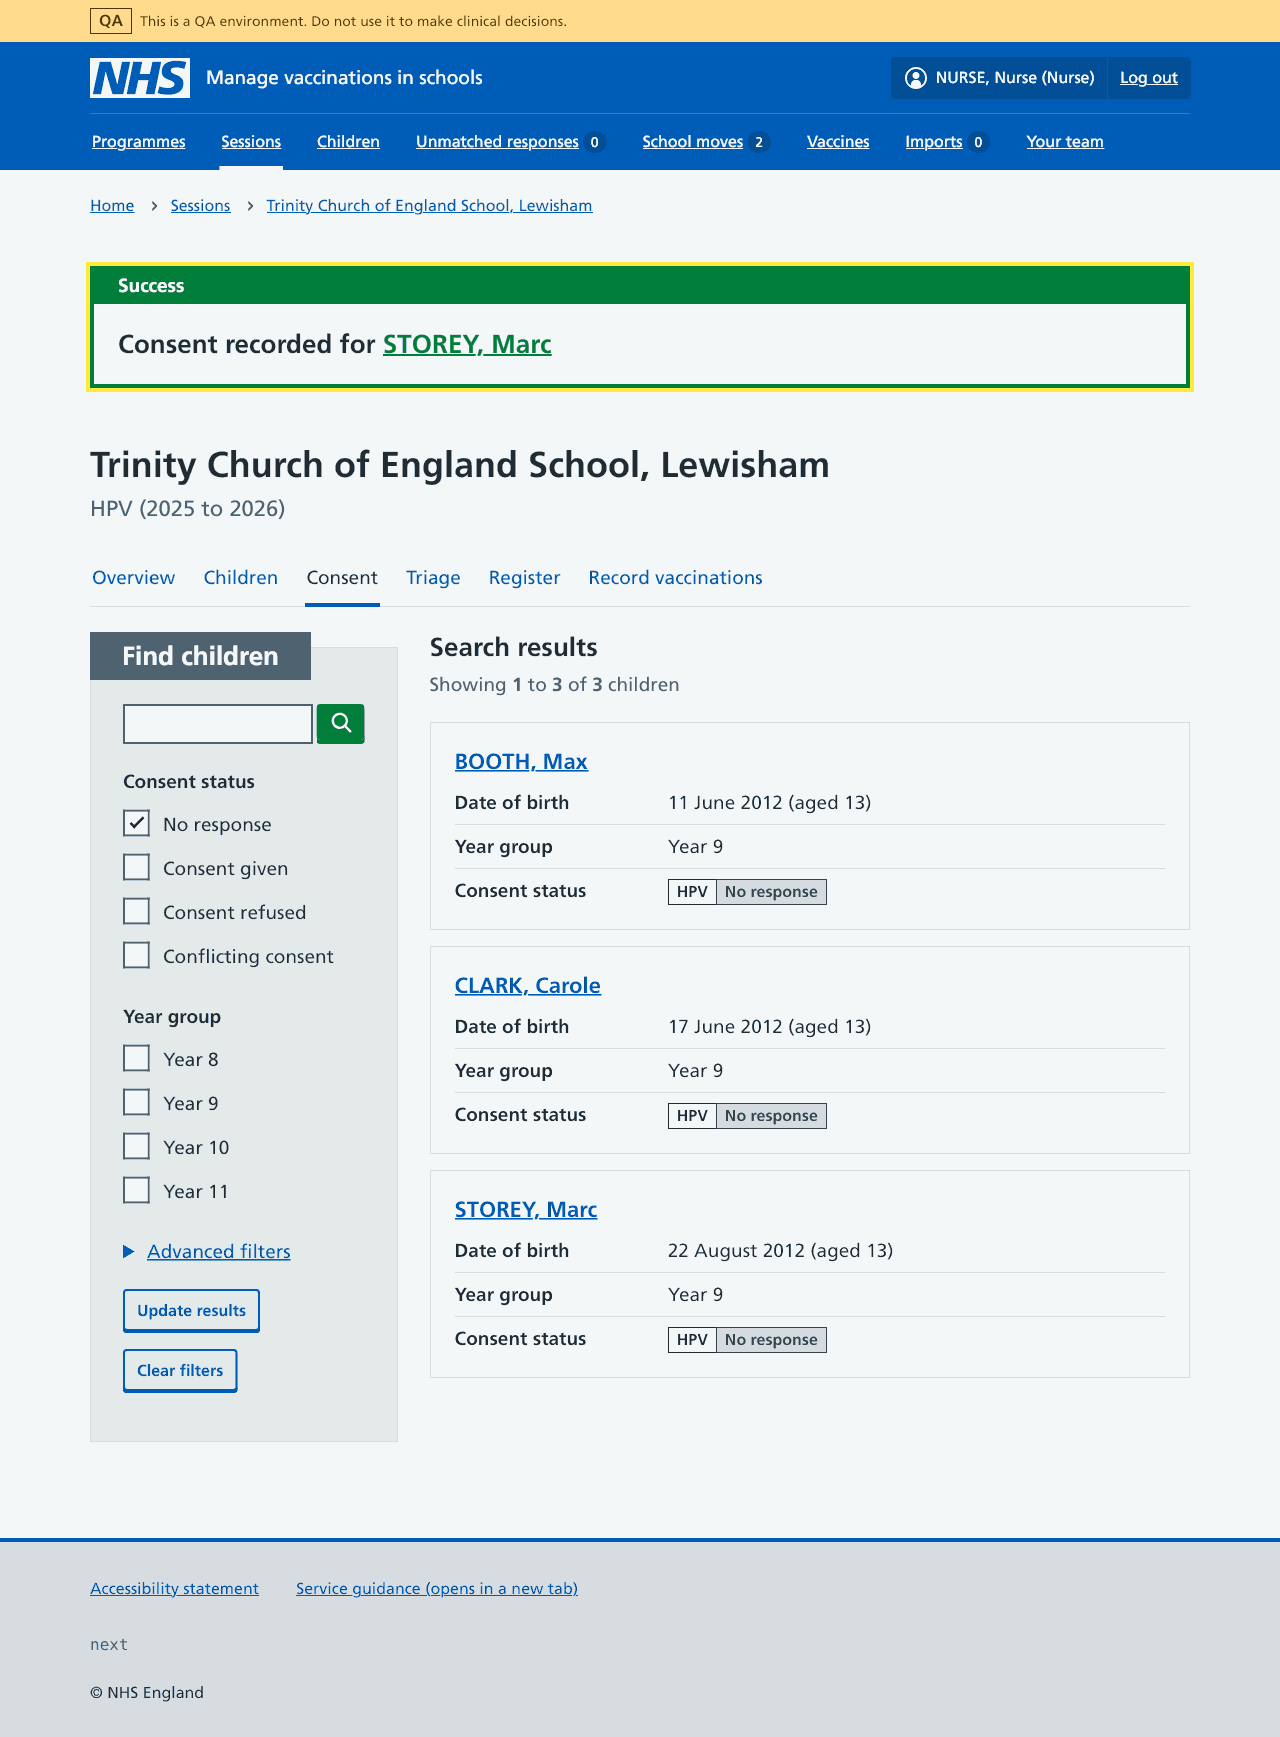 QA This is a QA environment. Do not use it to make clinical decisions.
NHS Manage vaccinations in schools NURSE, Nurse (Nurse) Log out
Programmes Sessions Children Unmatched responses 0 School moves 2 Vaccines Imports 0 Your team
Home Sessions Trinity Church of England School, Lewisham
Success
Consent recorded for STOREY, Marc
Trinity Church of England School, Lewisham
HPV (2025 to 2026)
Overview Children Consent Triage Register Record vaccinations
Find children
Consent status
No response
Consent given
Consent refused
Conflicting consent
Year group
Year 8
Year 9
Year 10
Year 11
Advanced filters
Update results
Clear filters
Search results
Showing 1 to 3 of 3 children
BOOTH, Max
Date of birth 11 June 2012 (aged 13)
Year group Year 9
Consent status HPV No response
CLARK, Carole
Date of birth 17 June 2012 (aged 13)
Year group Year 9
Consent status HPV No response
STOREY, Marc
Date of birth 22 August 2012 (aged 13)
Year group Year 9
Consent status HPV No response
Accessibility statement Service guidance (opens in a new tab)
next
© NHS England